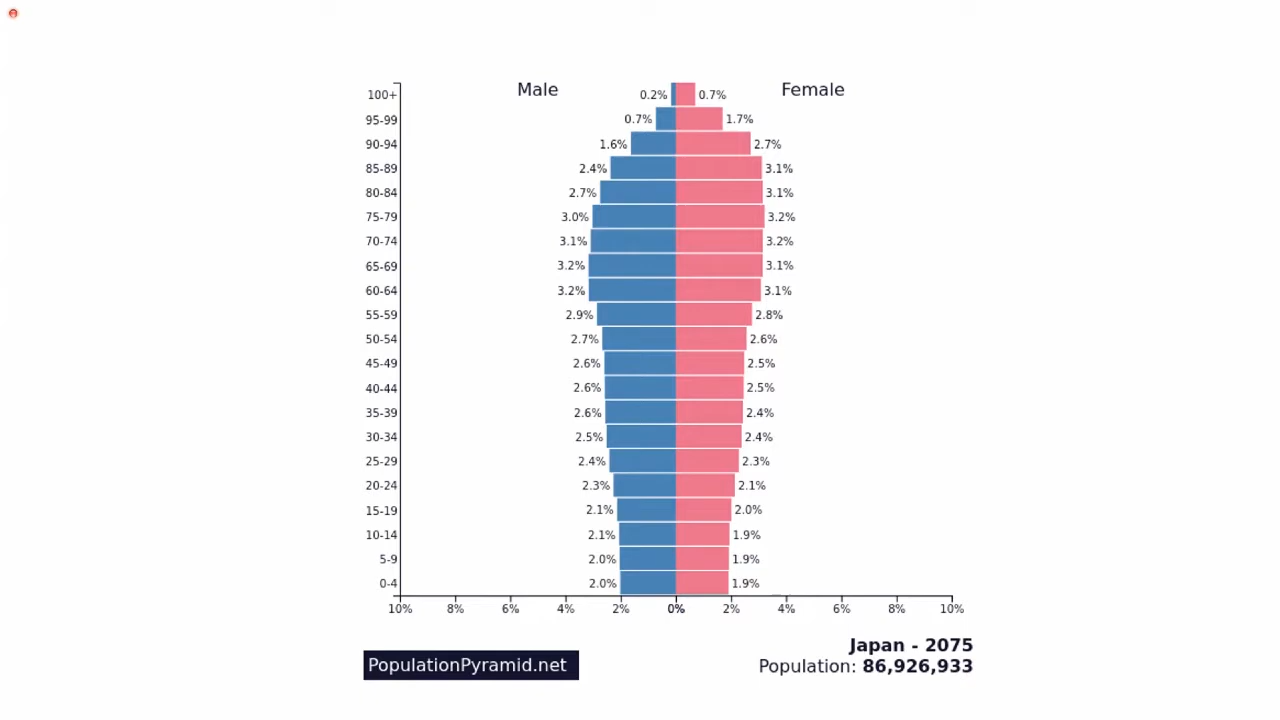 Male Female
100+ 0.2% 0.7%
95-99 0.7% 1.7%
90-94 1.6% 2.7%
85-89 2.4% 3.1%
80-84 2.7% 3.1%
75-79 3.0% 3.2%
70-74 3.1% 3.2%
65-69 3.2% 3.1%
60-64 3.2% 3.1%
55-59 2.9% 2.8%
50-54 2.7% 2.6%
45-49 2.6% 2.5%
40-44 2.6% 2.5%
35-39 2.6% 2.4%
30-34 2.5% 2.4%
25-29 2.4% 2.3%
20-24 2.3% 2.1%
15-19 2.1% 2.0%
10-14 2.1% 1.9%
5-9 2.0% 1.9%
0-4 2.0% 1.9%
10% 8% 6% 4% 2% 0% 2% 4% 6% 8% 10%
Japan - 2075
PopulationPyramid.net Population: 86,926,933